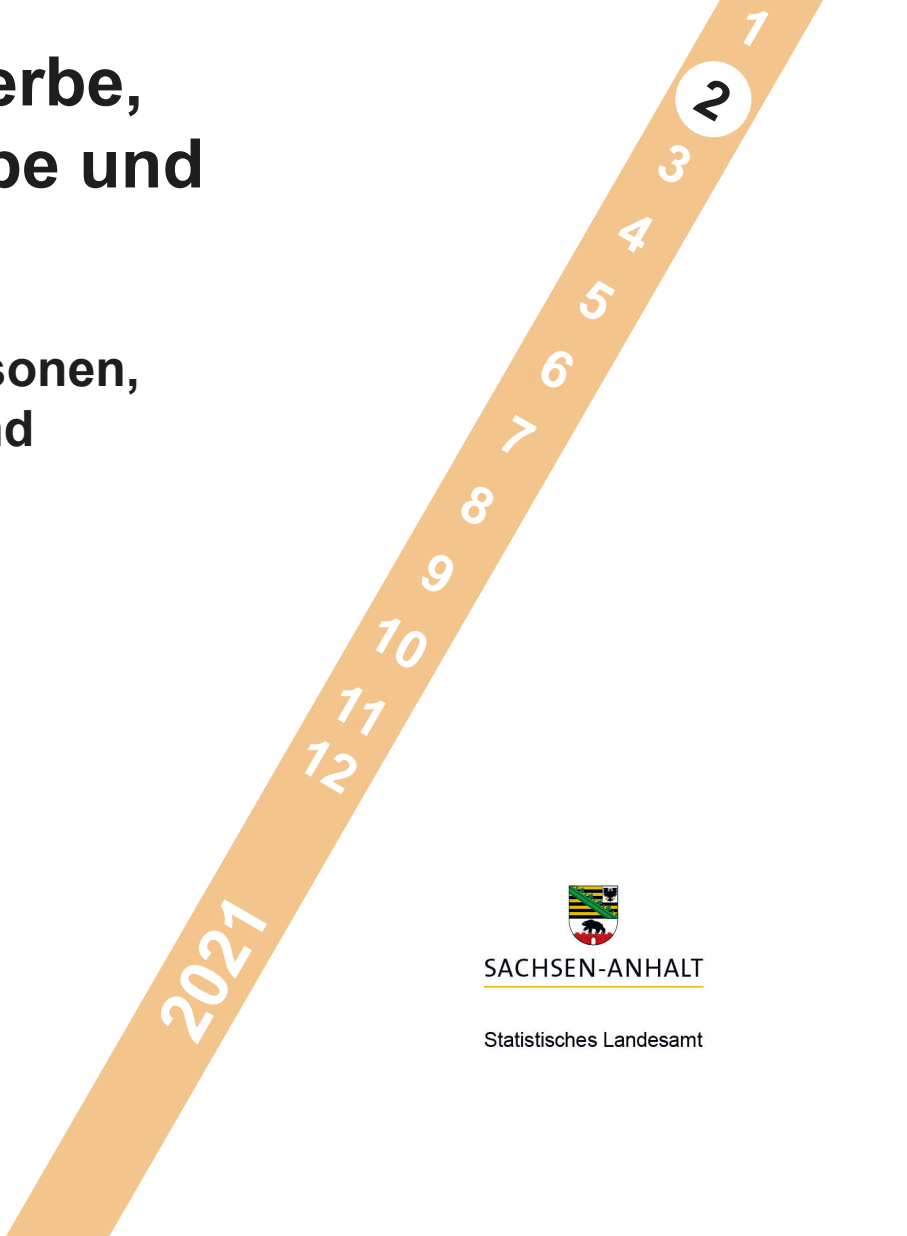 erbe,
be und
sonen,
nd
1
2
3
4
5
6
7
8
9
10
11
12
2021
SACHSEN-ANHALT
Statistisches Landesamt